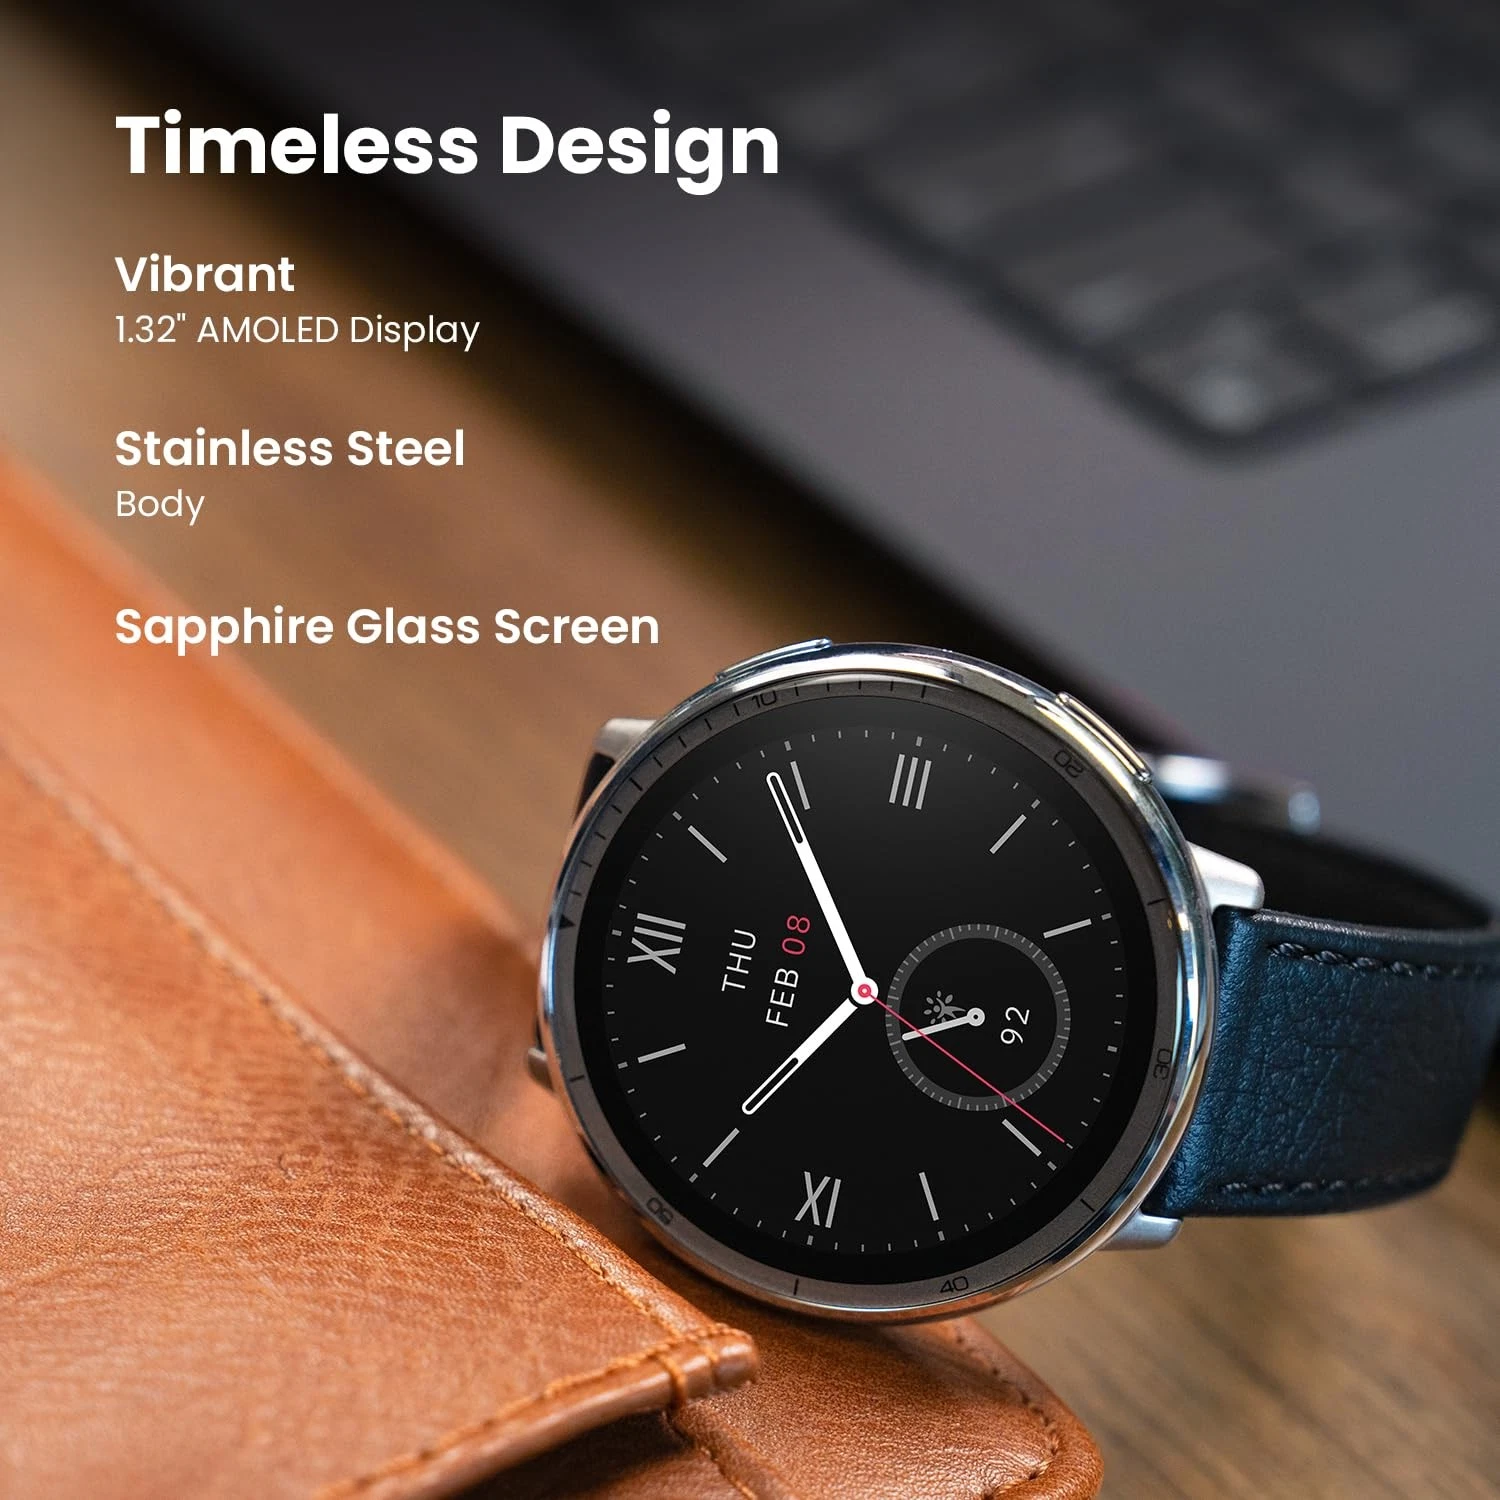 Timeless Design
Vibrant
1.32" AMOLED Display
Stainless Steel
Body
Sapphire Glass Screen
10
20
III
XII
THU
FEB 08
92
30
XI
50
40